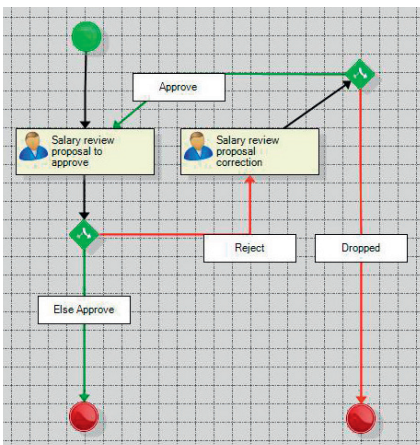 Approve
Salary review
proposal to
approve
Salary review
proposal
correction
Reject
Dropped
Else Approve